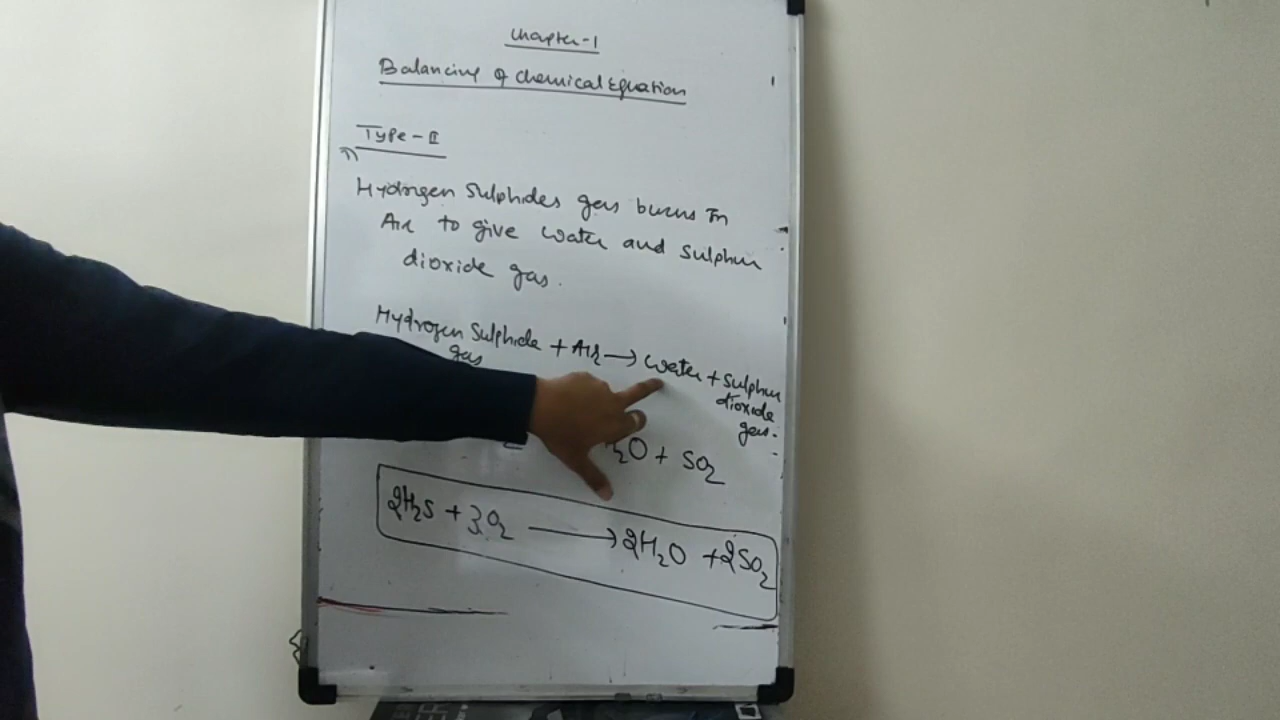 Chapter-1
Balancing of Chemical Equation
Type-II
Hydrogen Sulphides gas burns in
Air to give water and Sulphur
dioxide gas.
Hydrogen Sulphide + Air → Water + Sulphur
gas dioxide
gas.
2O + SO2
2H2S + 3O2 → 2H2O + 2SO2